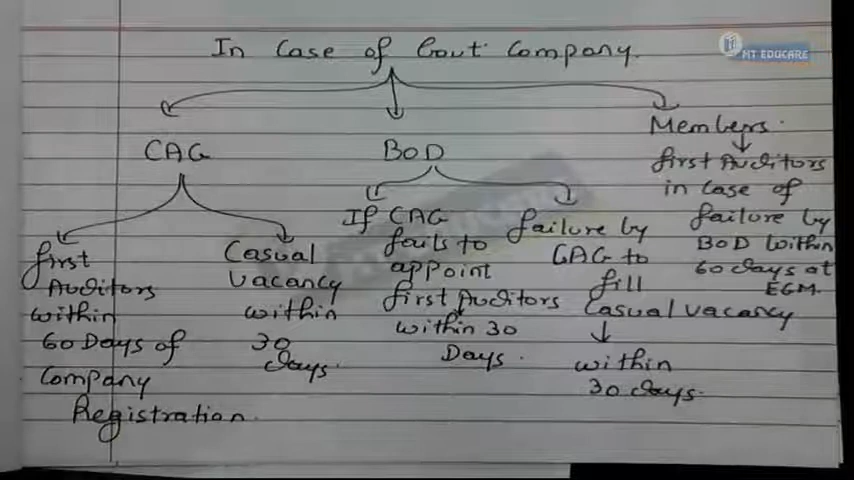 In Case of Govt Company.
MT EDUCARE
CAG
BOD
Members.
First Auditors
within
60 Days of
Company
Registration.
Casual
vacancy
within
30
days.
If CAG
fails to
appoint
first Auditors
within 30
Days.
failure by
CAG to
fill
Casual vacancy
within
30 days.
first Auditors
in Case of
failure by
BOD within
60 days at
EGM.